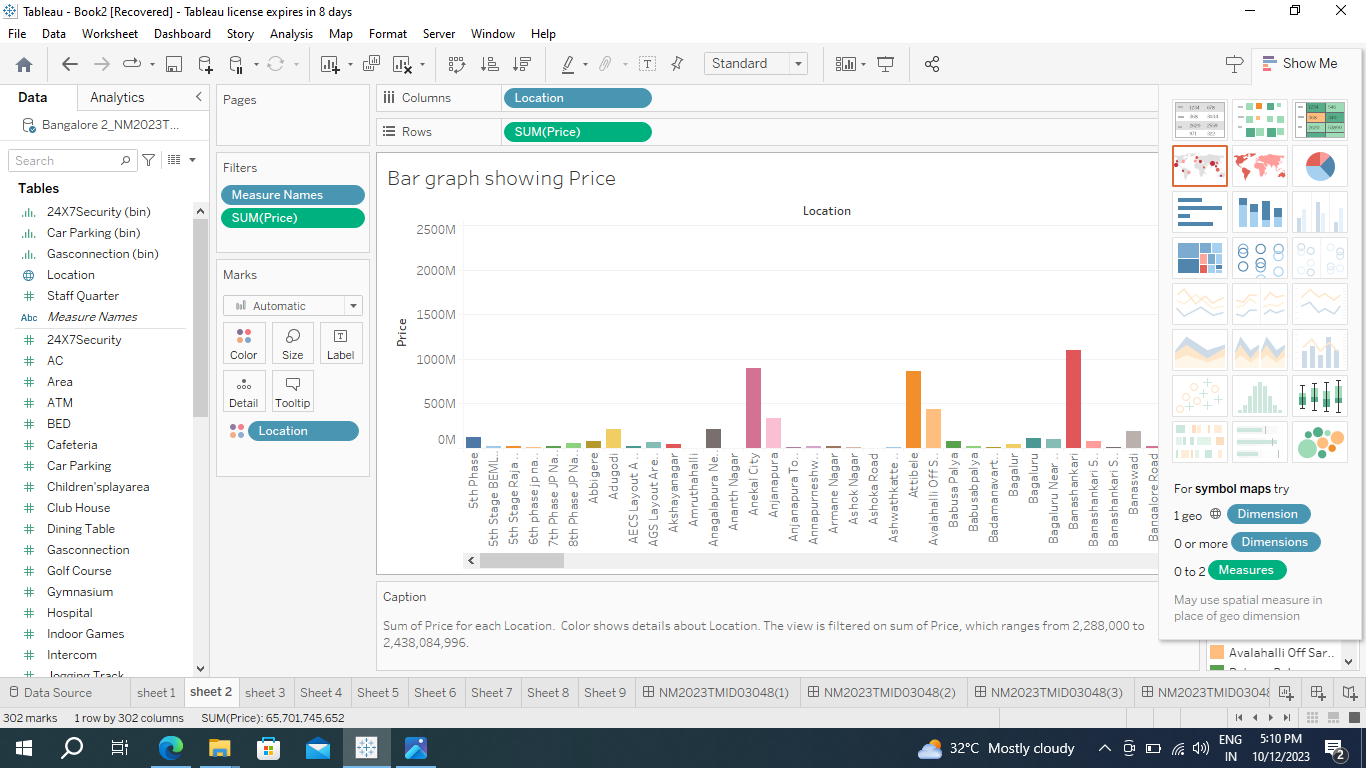 Tableau - Book2 [Recovered] - Tableau license expires in 8 days
File Data Worksheet Dashboard Story Analysis Map Format Server Window Help
Standard
Show Me
Data Analytics
Bangalore 2_NM2023T...
Search
Tables
24X7Security (bin)
Car Parking (bin)
Gasconnection (bin)
Location
Staff Quarter
Abc Measure Names
24X7Security
AC
Area
ATM
BED
Cafeteria
Car Parking
Children'splayarea
Club House
Dining Table
Gasconnection
Golf Course
Gymnasium
Hospital
Indoor Games
Intercom
Jogging Track
Pages
Filters
Measure Names
SUM(Price)
Marks
Automatic
Color Size Label
Detail Tooltip
Location
Columns Location
Rows SUM(Price)
Bar graph showing Price
Location
Price
2500M
2000M
1500M
1000M
500M
0M
5th Phase
5th Stage BEML..
5th Stage Raja ..
6th phase jp na..
7th Phase JP Na..
8th Phase JP Na..
Abbigere
Adugodi
AECS Layout A..
AGS Layout Are..
Akshayanagar
Amruthahalli
Anagalapura Ne..
Ananth Nagar
Anekal City
Anjanapura
Anjanapura To..
Annapurneshw..
Armane Nagar
Ashok Nagar
Ashoka Road
Ashwathkatte ..
Attibele
Avalahalli Off S..
Babusa Palya
Babusabpalya
Badamanavart..
Bagalur
Bagaluru
Bagaluru Near ..
Banashankari
Banashankari S..
Banashankari S..
Banaswadi
Bangalore Road
Caption
Sum of Price for each Location.  Color shows details about Location. The view is filtered on sum of Price, which ranges from 2,288,000 to
2,438,084,996.
For symbol maps try
1 geo Dimension
0 or more Dimensions
0 to 2 Measures
May use spatial measure in
place of geo dimension
Avalahalli Off Sar..
Data Source sheet 1 sheet 2 sheet 3 Sheet 4 Sheet 5 Sheet 6 Sheet 7 Sheet 8 Sheet 9 NM2023TMID03048(1) NM2023TMID03048(2) NM2023TMID03048(3) NM2023TMID03048
302 marks 1 row by 302 columns SUM(Price): 65,701,745,652
32°C Mostly cloudy
ENG
IN
5:10 PM
10/12/2023
2